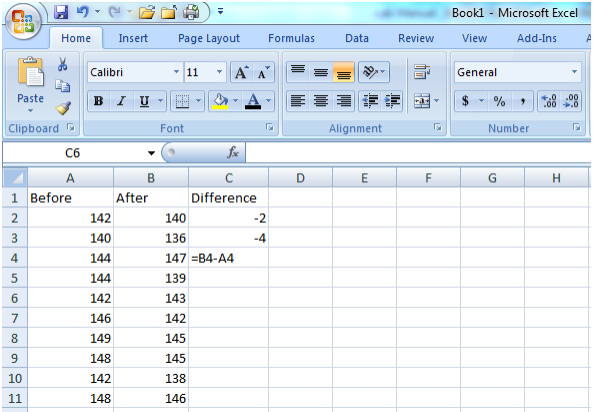 Book1 - Microsoft Excel
Home Insert Page Layout Formulas Data Review View Add-Ins A
Paste
Calibri 11 A A General
B I U A $ % , .00 .0
Clipboard Font Alignment Number
C6 fx
A B C D E F G H
1 Before After Difference
2 142 140 -2
3 140 136 -4
4 144 147 =B4-A4
5 144 139
6 142 143
7 146 142
8 149 145
9 148 145
10 142 138
11 148 146